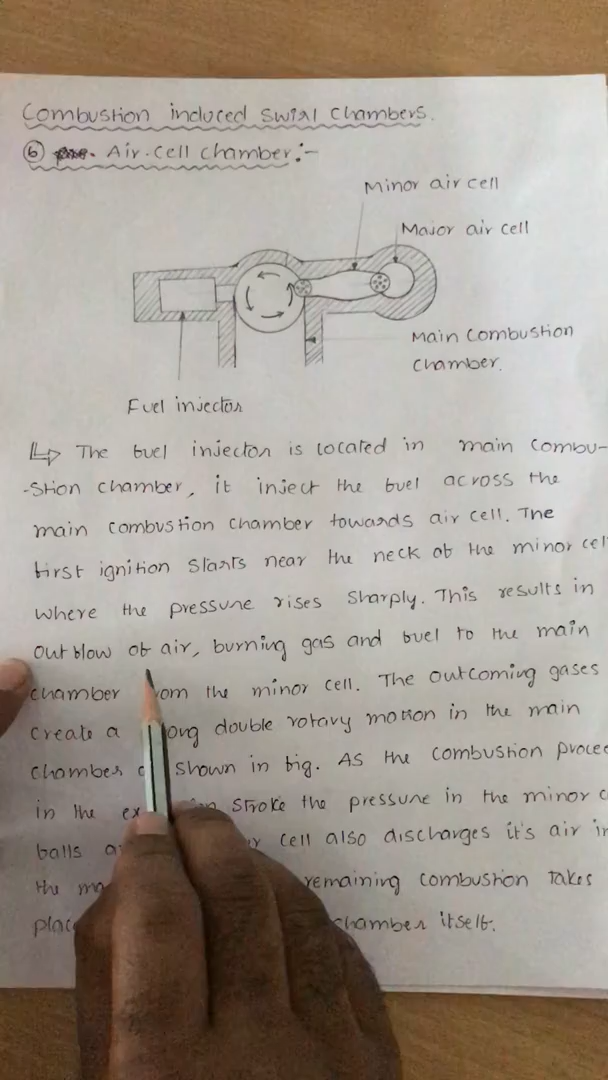 Combustion induced swirl chambers.
⑥ Air-cell chamber:-
Minor air cell
Major air cell
Main combustion
chamber.
Fuel injector
↳ The fuel injector is located in main combu-
-stion chamber, it inject the fuel across the
main combustion chamber towards air cell. The
first ignition starts near the neck of the minor cel
where the pressure rises sharply. This results in
outflow of air, burning gas and fuel to the main
chamber om the minor cell. The outcoming gases
create a ong double rotary motion in the main
chamber shown in fig. As the combustion procee
in the ex n stroke the pressure in the minor c
falls a cell also discharges it's air in
the ma remaining combustion takes
plac chamber itself.